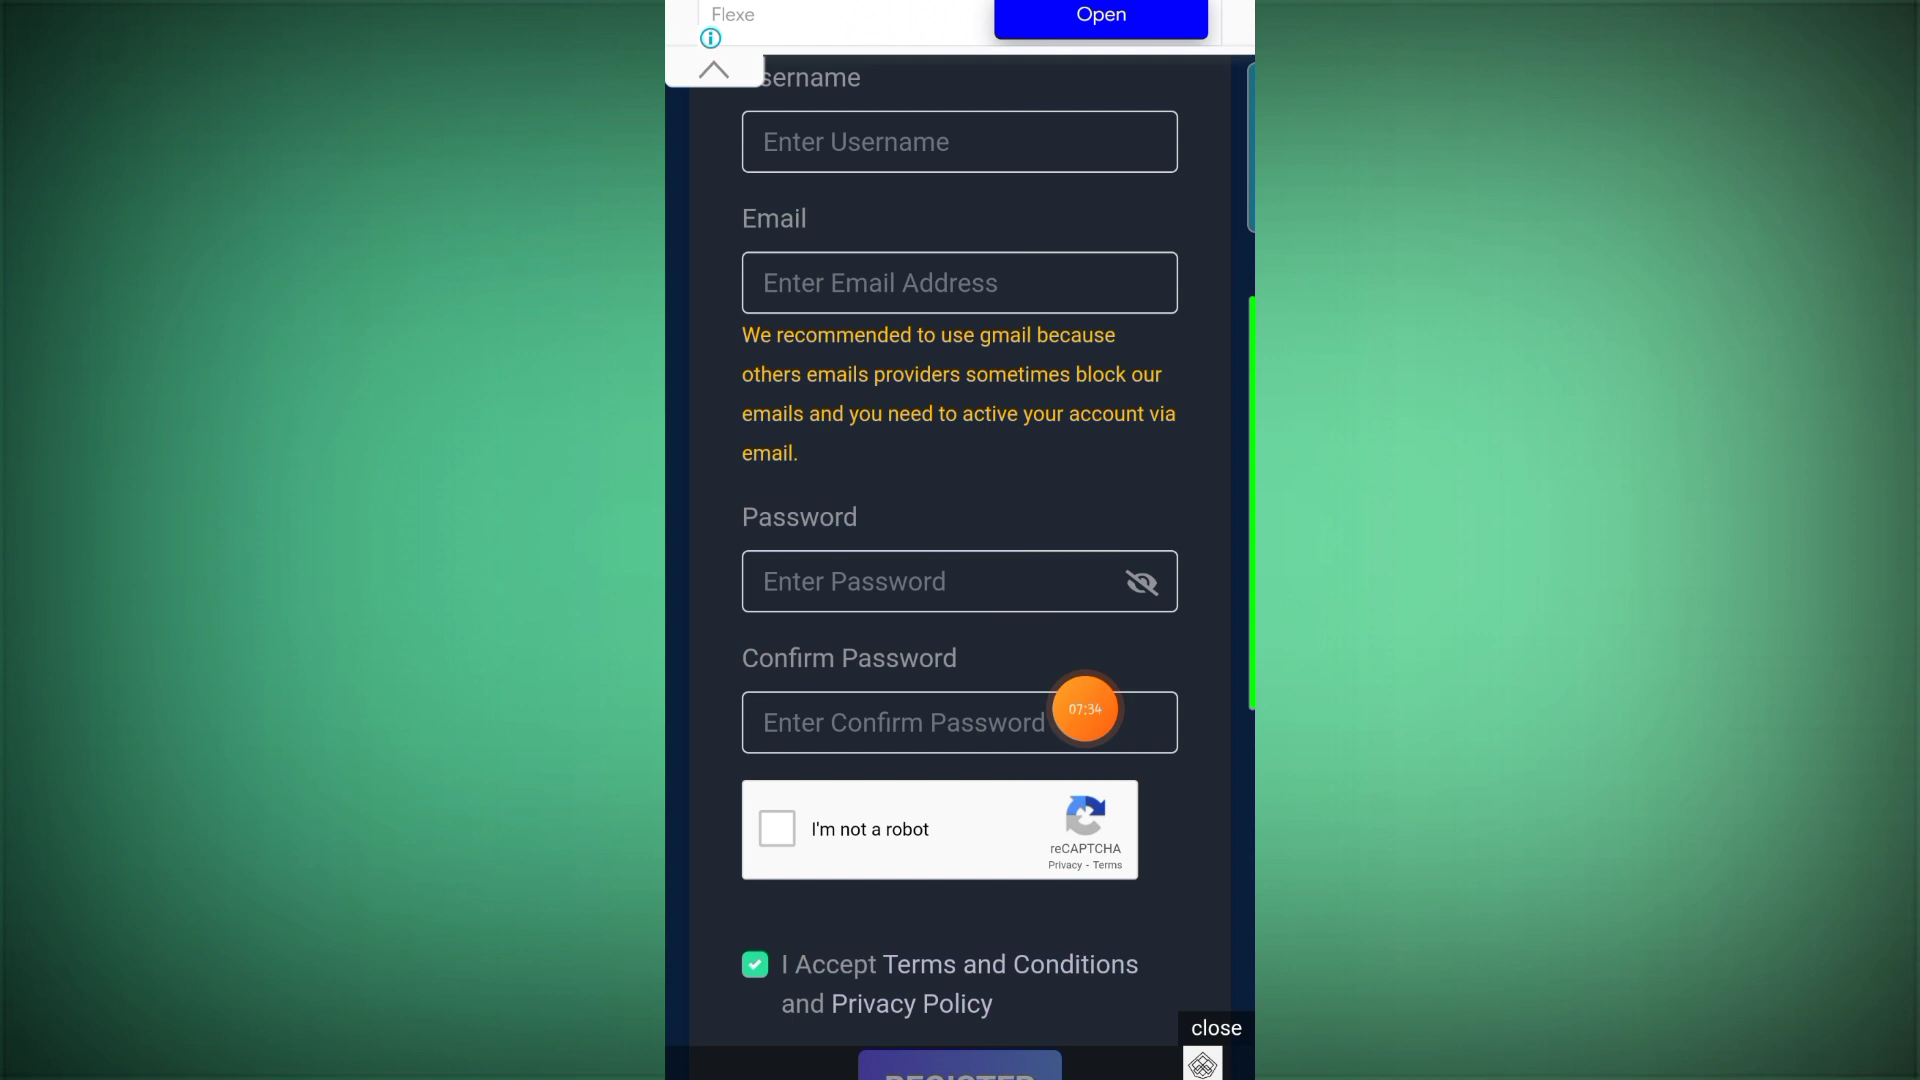 Flexe
Open
sername
Enter Username
Email
Enter Email Address
We recommended to use gmail because
others emails providers sometimes block our
emails and you need to active your account via
email.
Password
Enter Password
Confirm Password
Enter Confirm Password
07:34
I'm not a robot
reCAPTCHA
Privacy - Terms
I Accept Terms and Conditions
and Privacy Policy
close
REGISTER